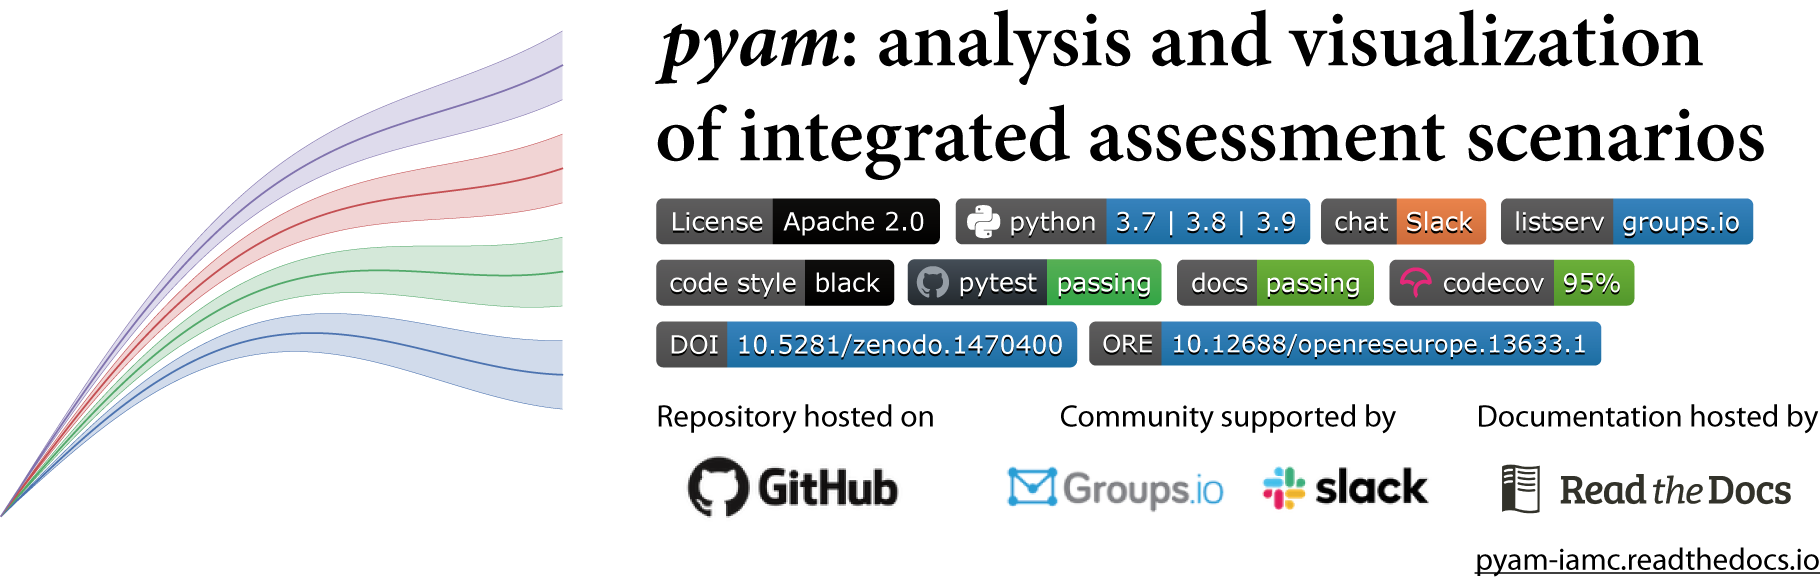 pyam: analysis and visualization
of integrated assessment scenarios
License Apache 2.0 python 3.7 | 3.8 | 3.9 chat Slack listserv groups.io
code style black pytest passing docs passing codecov 95%
DOI 10.5281/zenodo.1470400 ORE 10.12688/openreseurope.13633.1
Repository hosted on Community supported by Documentation hosted by
GitHub Groups.io slack Read the Docs
pyam-iamc.readthedocs.io